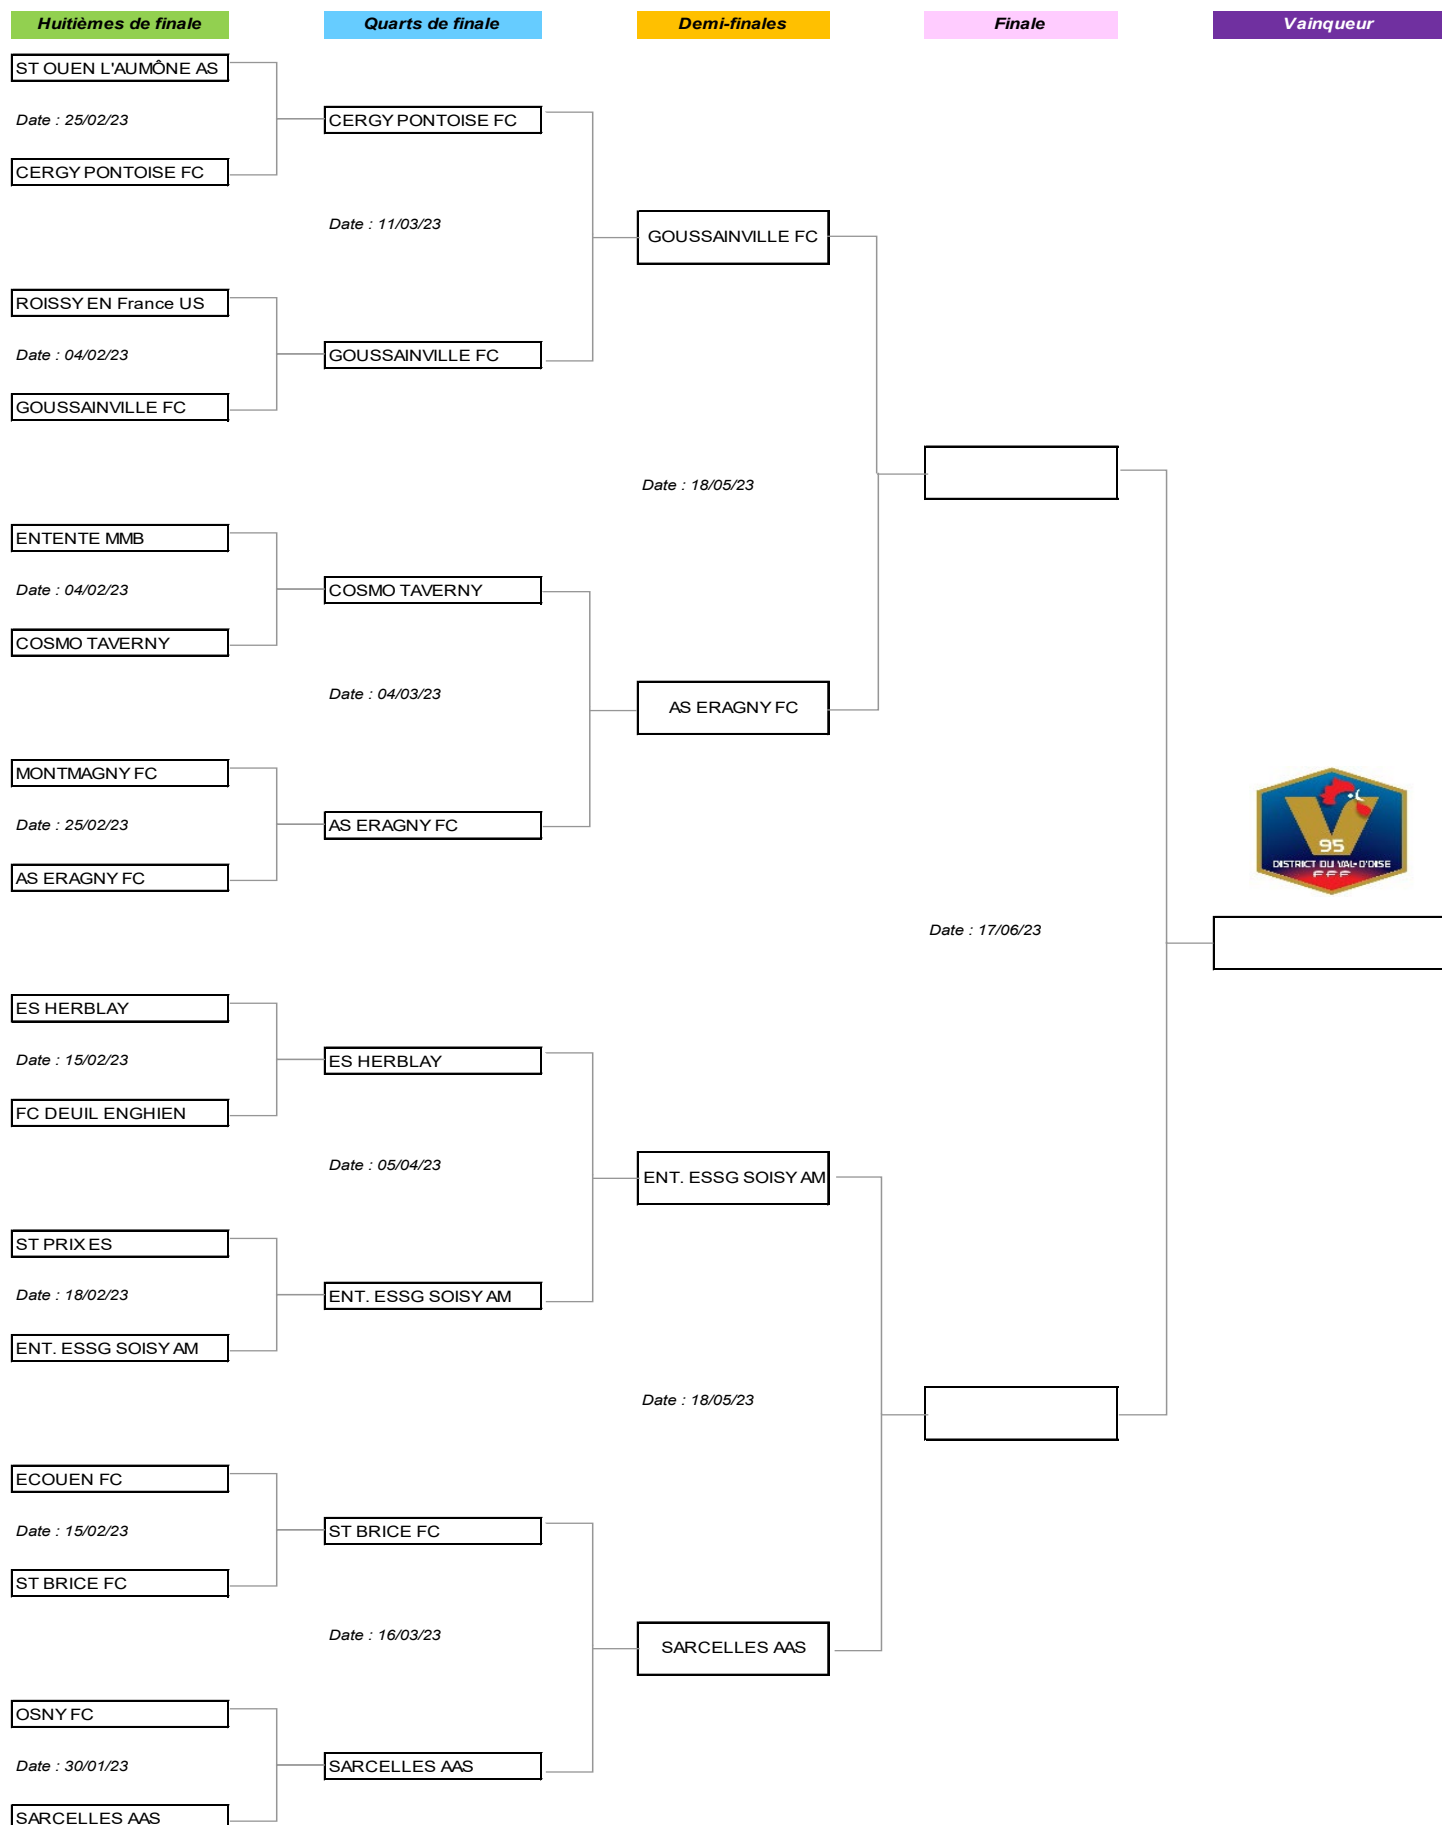 Huitièmes de finale
Quarts de finale
Demi-finales
Finale
Vainqueur
ST OUEN L'AUMÔNE AS
Date : 25/02/23
CERGY PONTOISE FC
CERGY PONTOISE FC
Date : 11/03/23
GOUSSAINVILLE FC
ROISSY EN France US
Date : 04/02/23
GOUSSAINVILLE FC
GOUSSAINVILLE FC
Date : 18/05/23
ENTENTE MMB
Date : 04/02/23
COSMO TAVERNY
COSMO TAVERNY
Date : 04/03/23
AS ERAGNY FC
MONTMAGNY FC
Date : 25/02/23
AS ERAGNY FC
AS ERAGNY FC
95
DISTRICT DU VAL-D'OISE
FFF
Date : 17/06/23
ES HERBLAY
Date : 15/02/23
ES HERBLAY
FC DEUIL ENGHIEN
Date : 05/04/23
ENT. ESSG SOISY AM
ST PRIX ES
Date : 18/02/23
ENT. ESSG SOISY AM
ENT. ESSG SOISY AM
Date : 18/05/23
ECOUEN FC
Date : 15/02/23
ST BRICE FC
ST BRICE FC
Date : 16/03/23
SARCELLES AAS
OSNY FC
Date : 30/01/23
SARCELLES AAS
SARCELLES AAS